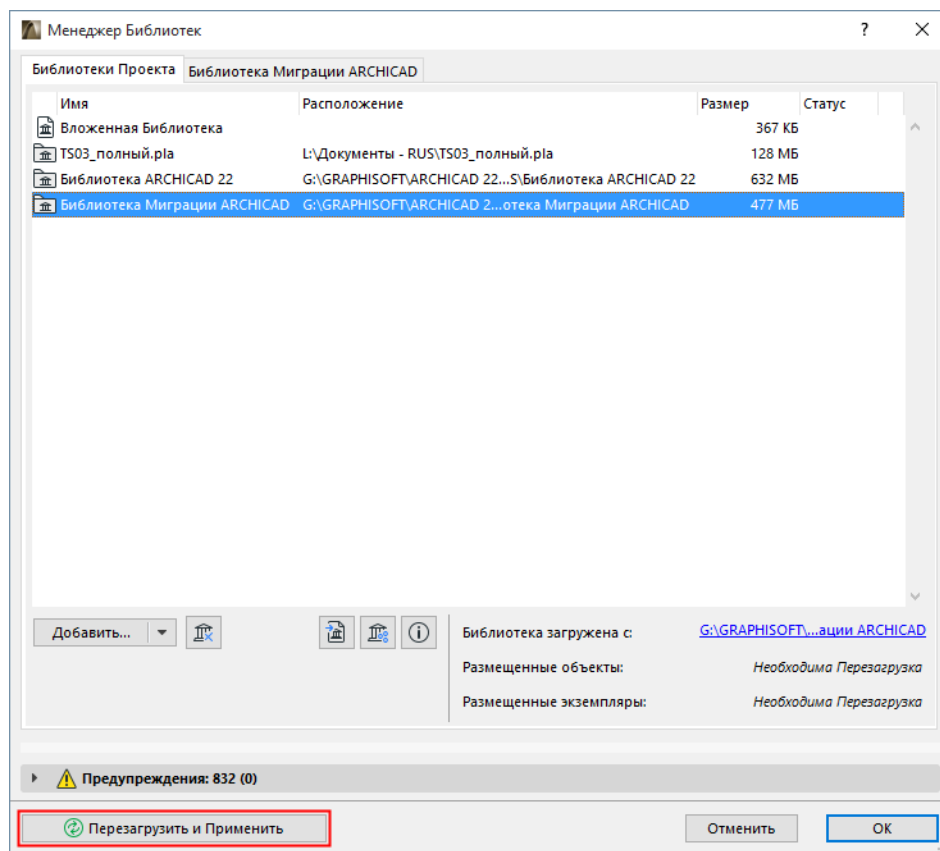 Менеджер Библиотек
?
Библиотеки Проекта Библиотека Миграции ARCHICAD
Имя Расположение Размер Статус
Вложенная Библиотека 367 КБ
TS03_полный.pla L:\Документы - RUS\TS03_полный.pla 128 МБ
Библиотека ARCHICAD 22 G:\GRAPHISOFT\ARCHICAD 22...S\Библиотека ARCHICAD 22 632 МБ
Библиотека Миграции ARCHICAD G:\GRAPHISOFT\ARCHICAD 2...отека Миграции ARCHICAD 477 МБ
Добавить... Библиотека загружена с: G:\GRAPHISOFT\...ации ARCHICAD
Размещенные объекты: Необходима Перезагрузка
Размещенные экземпляры: Необходима Перезагрузка
Предупреждения: 832 (0)
Перезагрузить и Применить Отменить OK